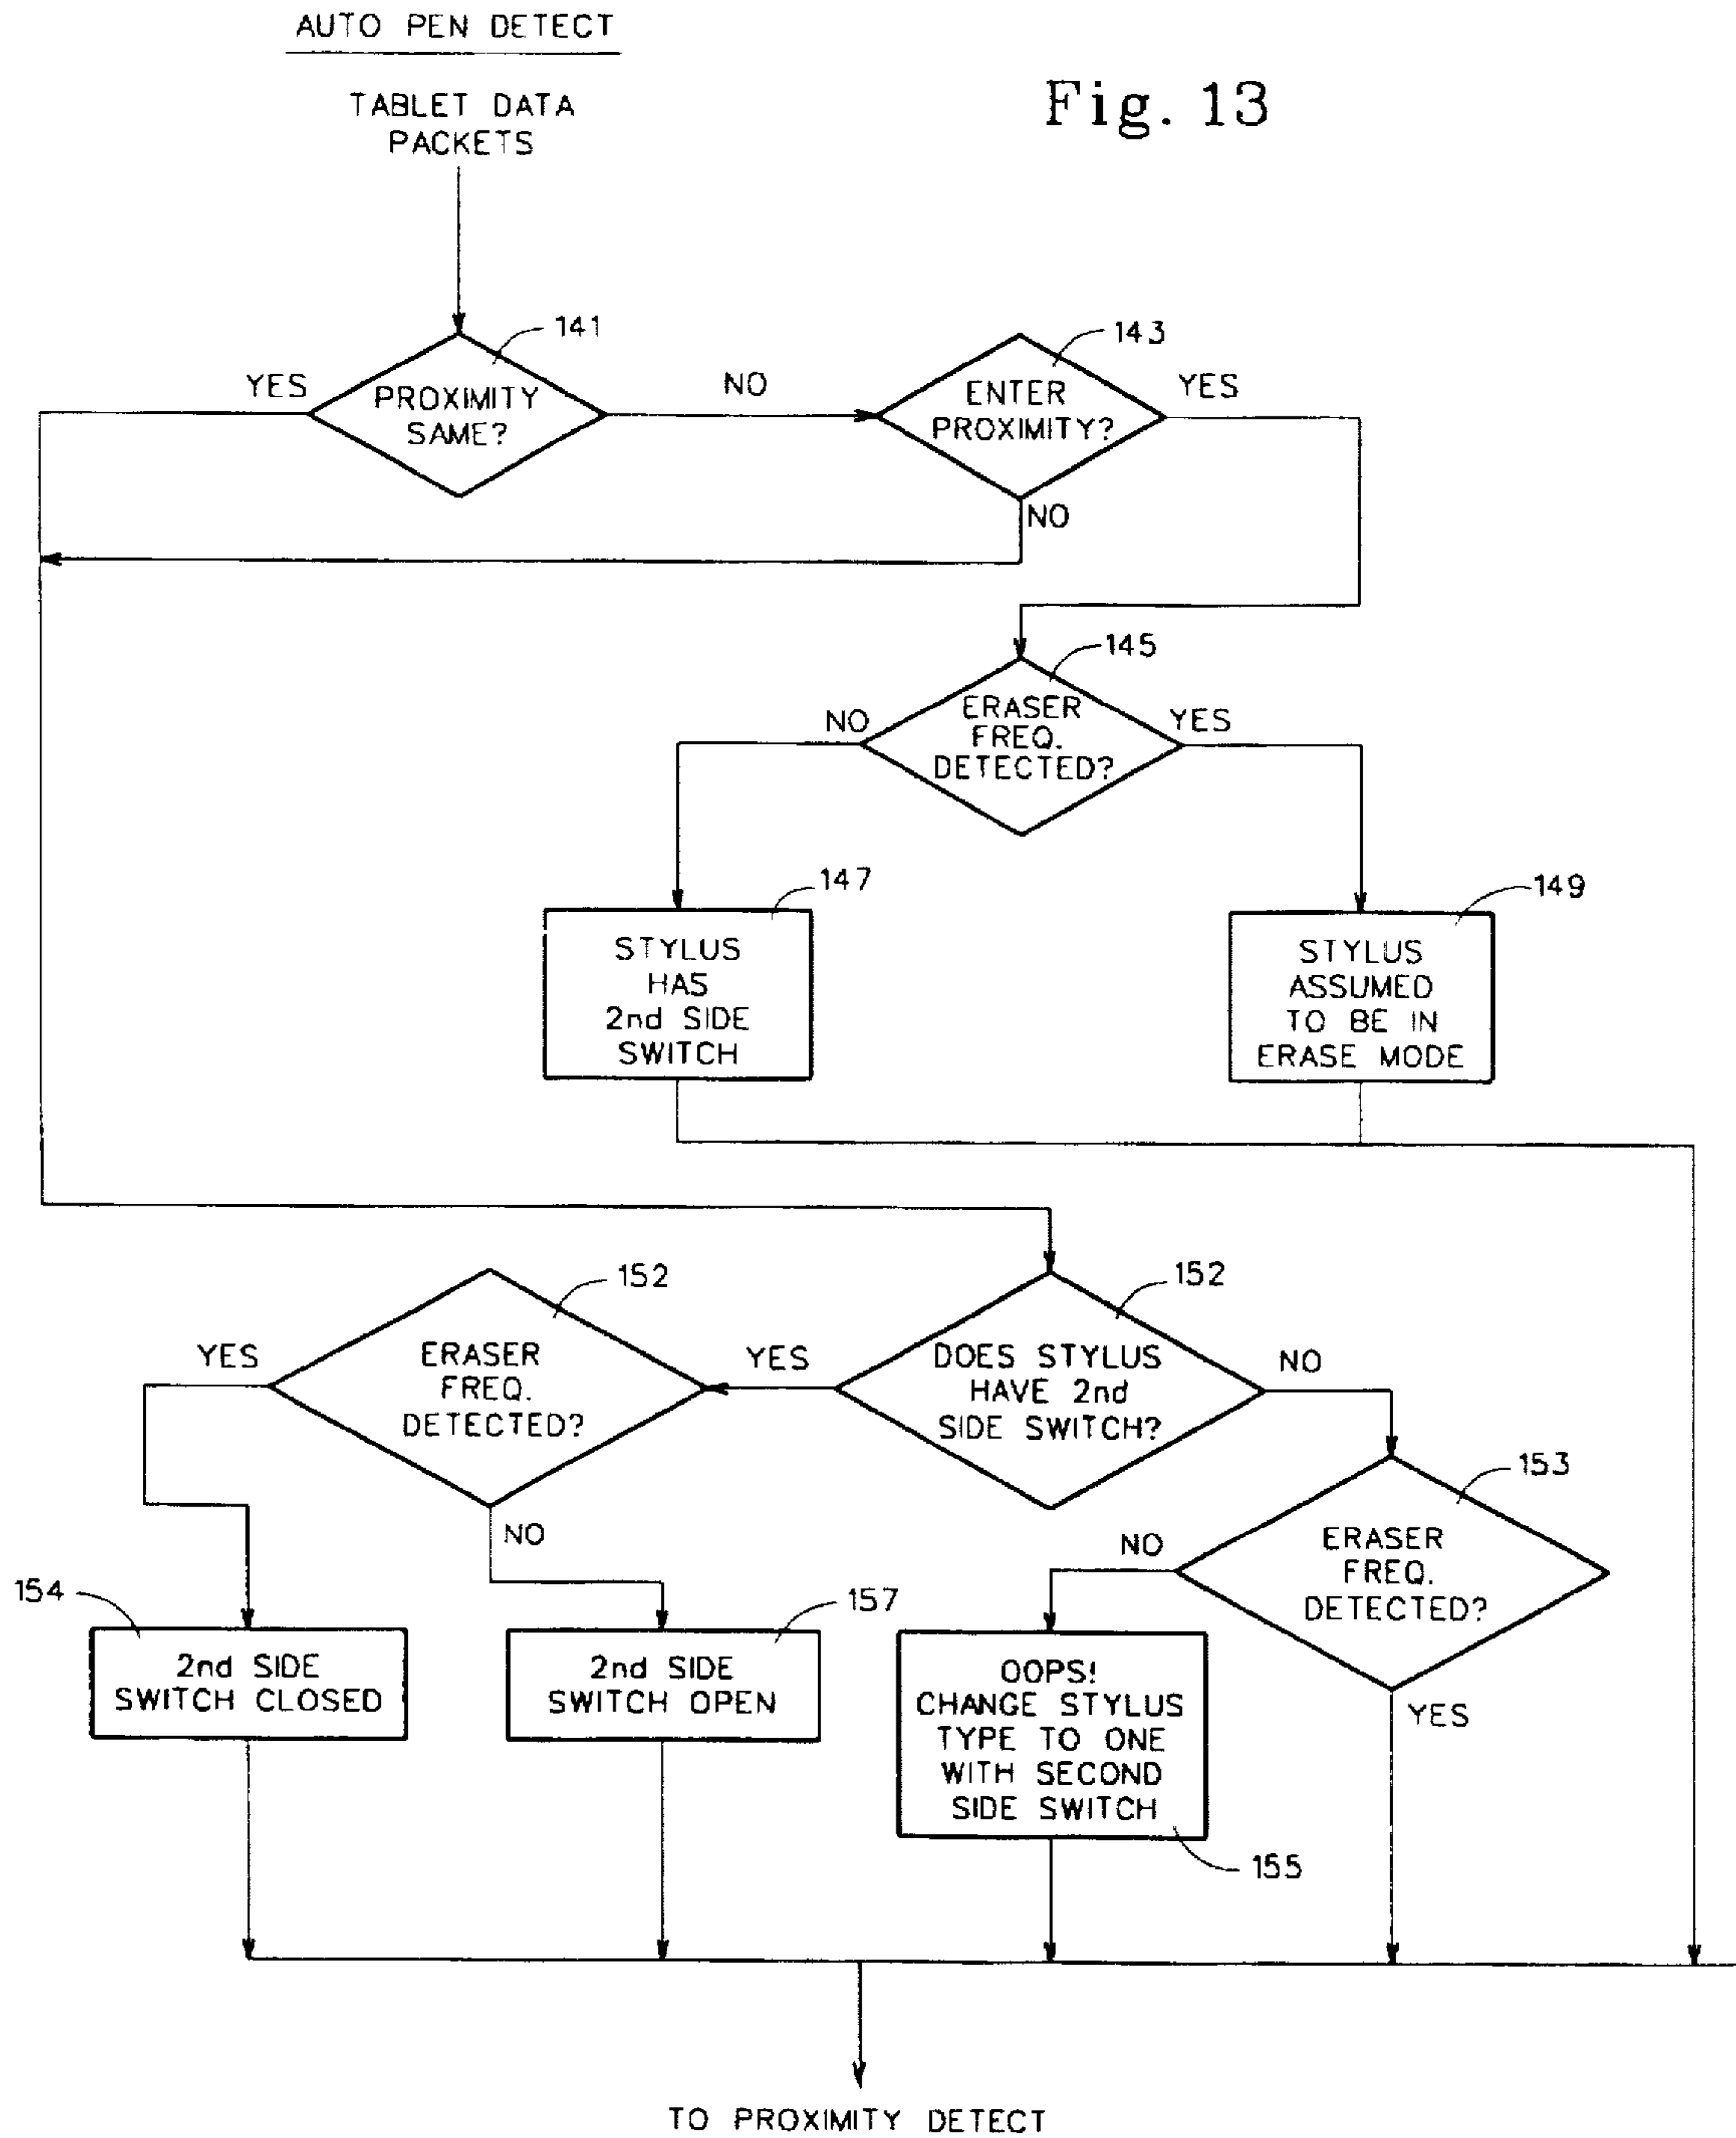 AUTO PEN DETECT
Fig. 13
TABLET DATA
PACKETS
141
143
YES
PROXIMITY
SAME?
NO
ENTER
PROXIMITY?
YES
NO
145
NO
ERASER
FREQ.
DETECTED?
YES
147
149
STYLUS
HAS
2nd SIDE
SWITCH
STYLUS
ASSUMED
TO BE IN
ERASE MODE
152
152
YES
ERASER
FREQ.
DETECTED?
YES
DOES STYLUS
HAVE 2nd
SIDE SWITCH?
NO
153
NO
NO
ERASER
FREQ.
DETECTED?
154
157
2nd SIDE
SWITCH CLOSED
2nd SIDE
SWITCH OPEN
OOPS!
CHANGE STYLUS
TYPE TO ONE
WITH SECOND
SIDE SWITCH
YES
155
TO PROXIMITY DETECT